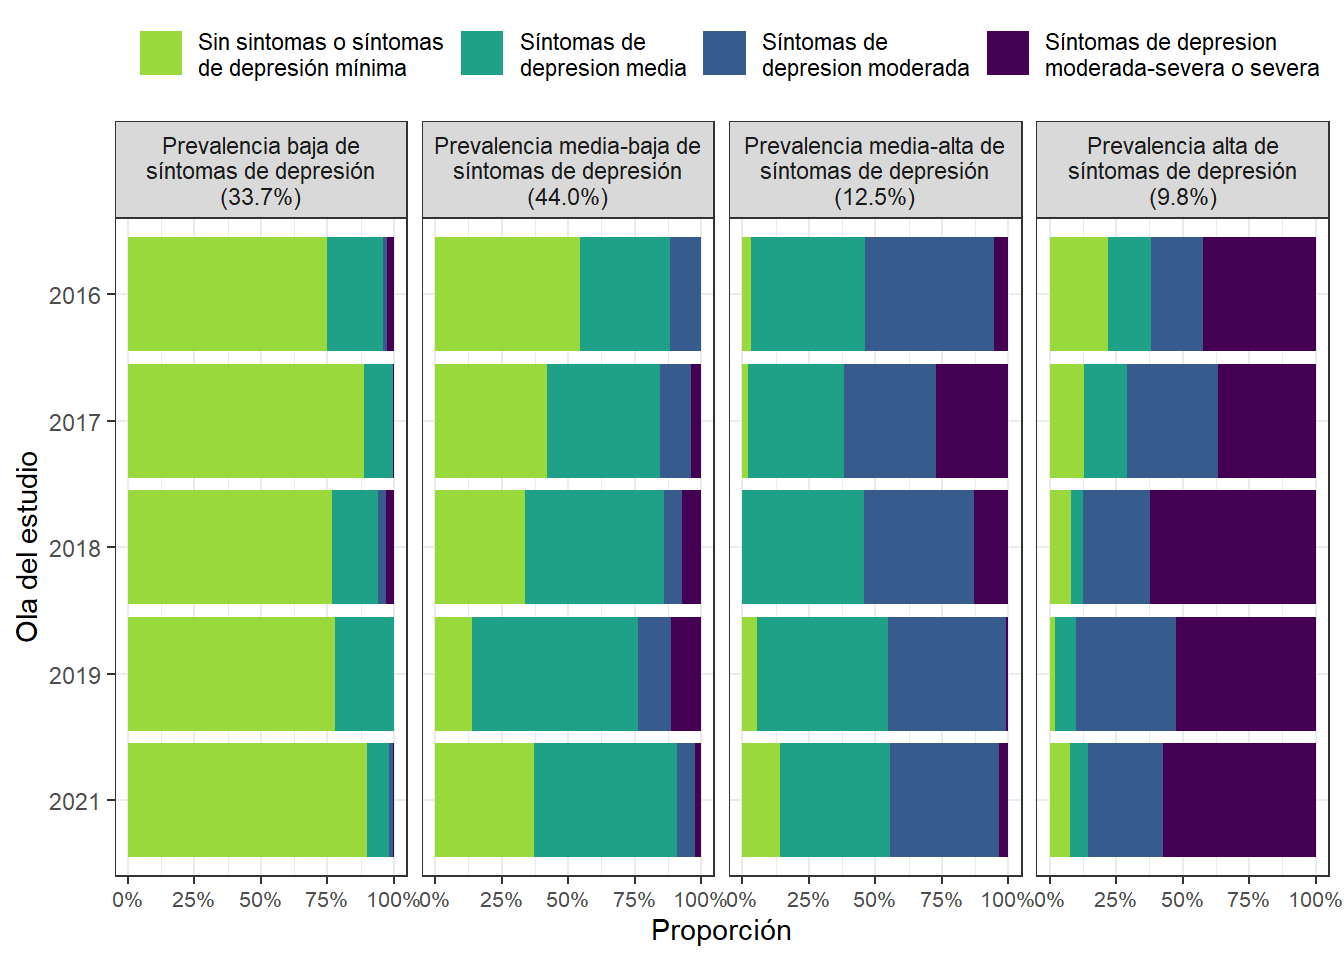 Sin sintomas o síntomas
de depresión mínima
Síntomas de
depresion media
Síntomas de
depresion moderada
Síntomas de depresion
moderada-severa o severa
Prevalencia baja de
síntomas de depresión
(33.7%)
Prevalencia media-baja de
síntomas de depresión
(44.0%)
Prevalencia media-alta de
síntomas de depresión
(12.5%)
Prevalencia alta de
síntomas de depresión
(9.8%)
Ola del estudio
2016
2017
2018
2019
2021
0% 25% 50% 75% 100%
0% 25% 50% 75% 100%
0% 25% 50% 75% 100%
0% 25% 50% 75% 100%
Proporción